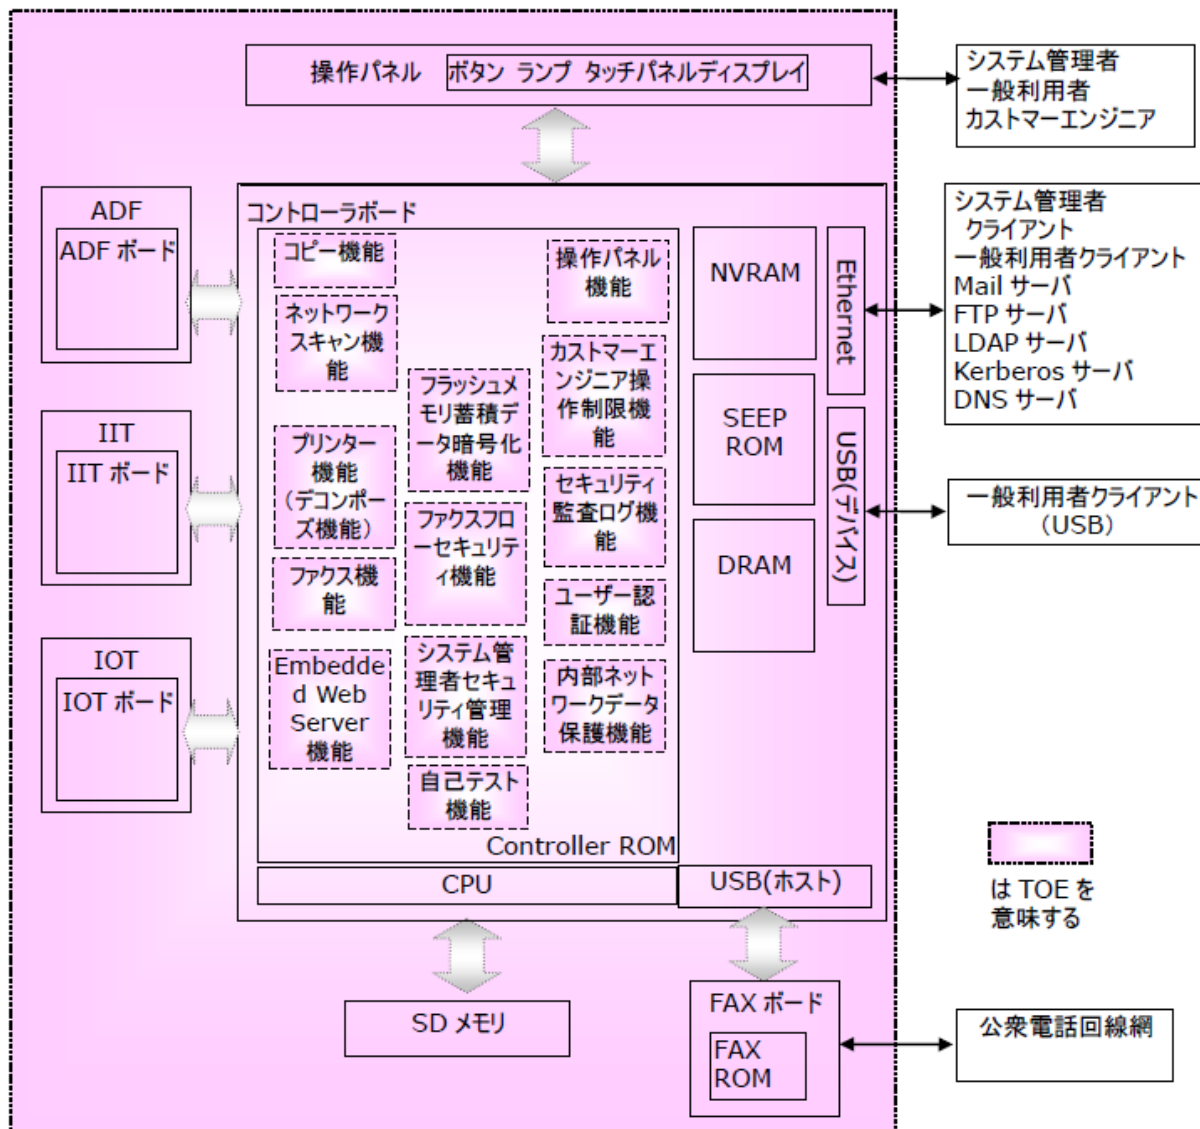 操作パネル ボタン ランプ タッチパネルディスプレイ
システム管理者
一般利用者
カストマーエンジニア
ADF
ADF ボード
IIT
IIT ボード
IOT
IOT ボード
コントローラボード
コピー機能
ネットワーク
スキャン機
能
プリンター
機能
(デコンポー
ズ機能)
ファクス機
能
Embedde
d Web
Server
機能
フラッシュメ
モリ蓄積デ
ータ暗号化
機能
ファクスフロ
ーセキュリテ
ィ機能
システム管
理者セキュ
リティ管理
機能
自己テスト
機能
操作パネル
機能
カストマーエ
ンジニア操
作制限機
能
セキュリティ
監査ログ機
能
ユーザー認
証機能
内部ネット
ワークデータ
保護機能
Controller ROM
CPU
NVRAM
SEEP
ROM
DRAM
Ethernet
USB(デバイス)
USB(ホスト)
システム管理者
クライアント
一般利用者クライアント
Mail サーバ
FTP サーバ
LDAP サーバ
Kerberos サーバ
DNS サーバ
一般利用者クライアント
(USB)
は TOE を
意味する
SD メモリ
FAX ボード
FAX
ROM
公衆電話回線網